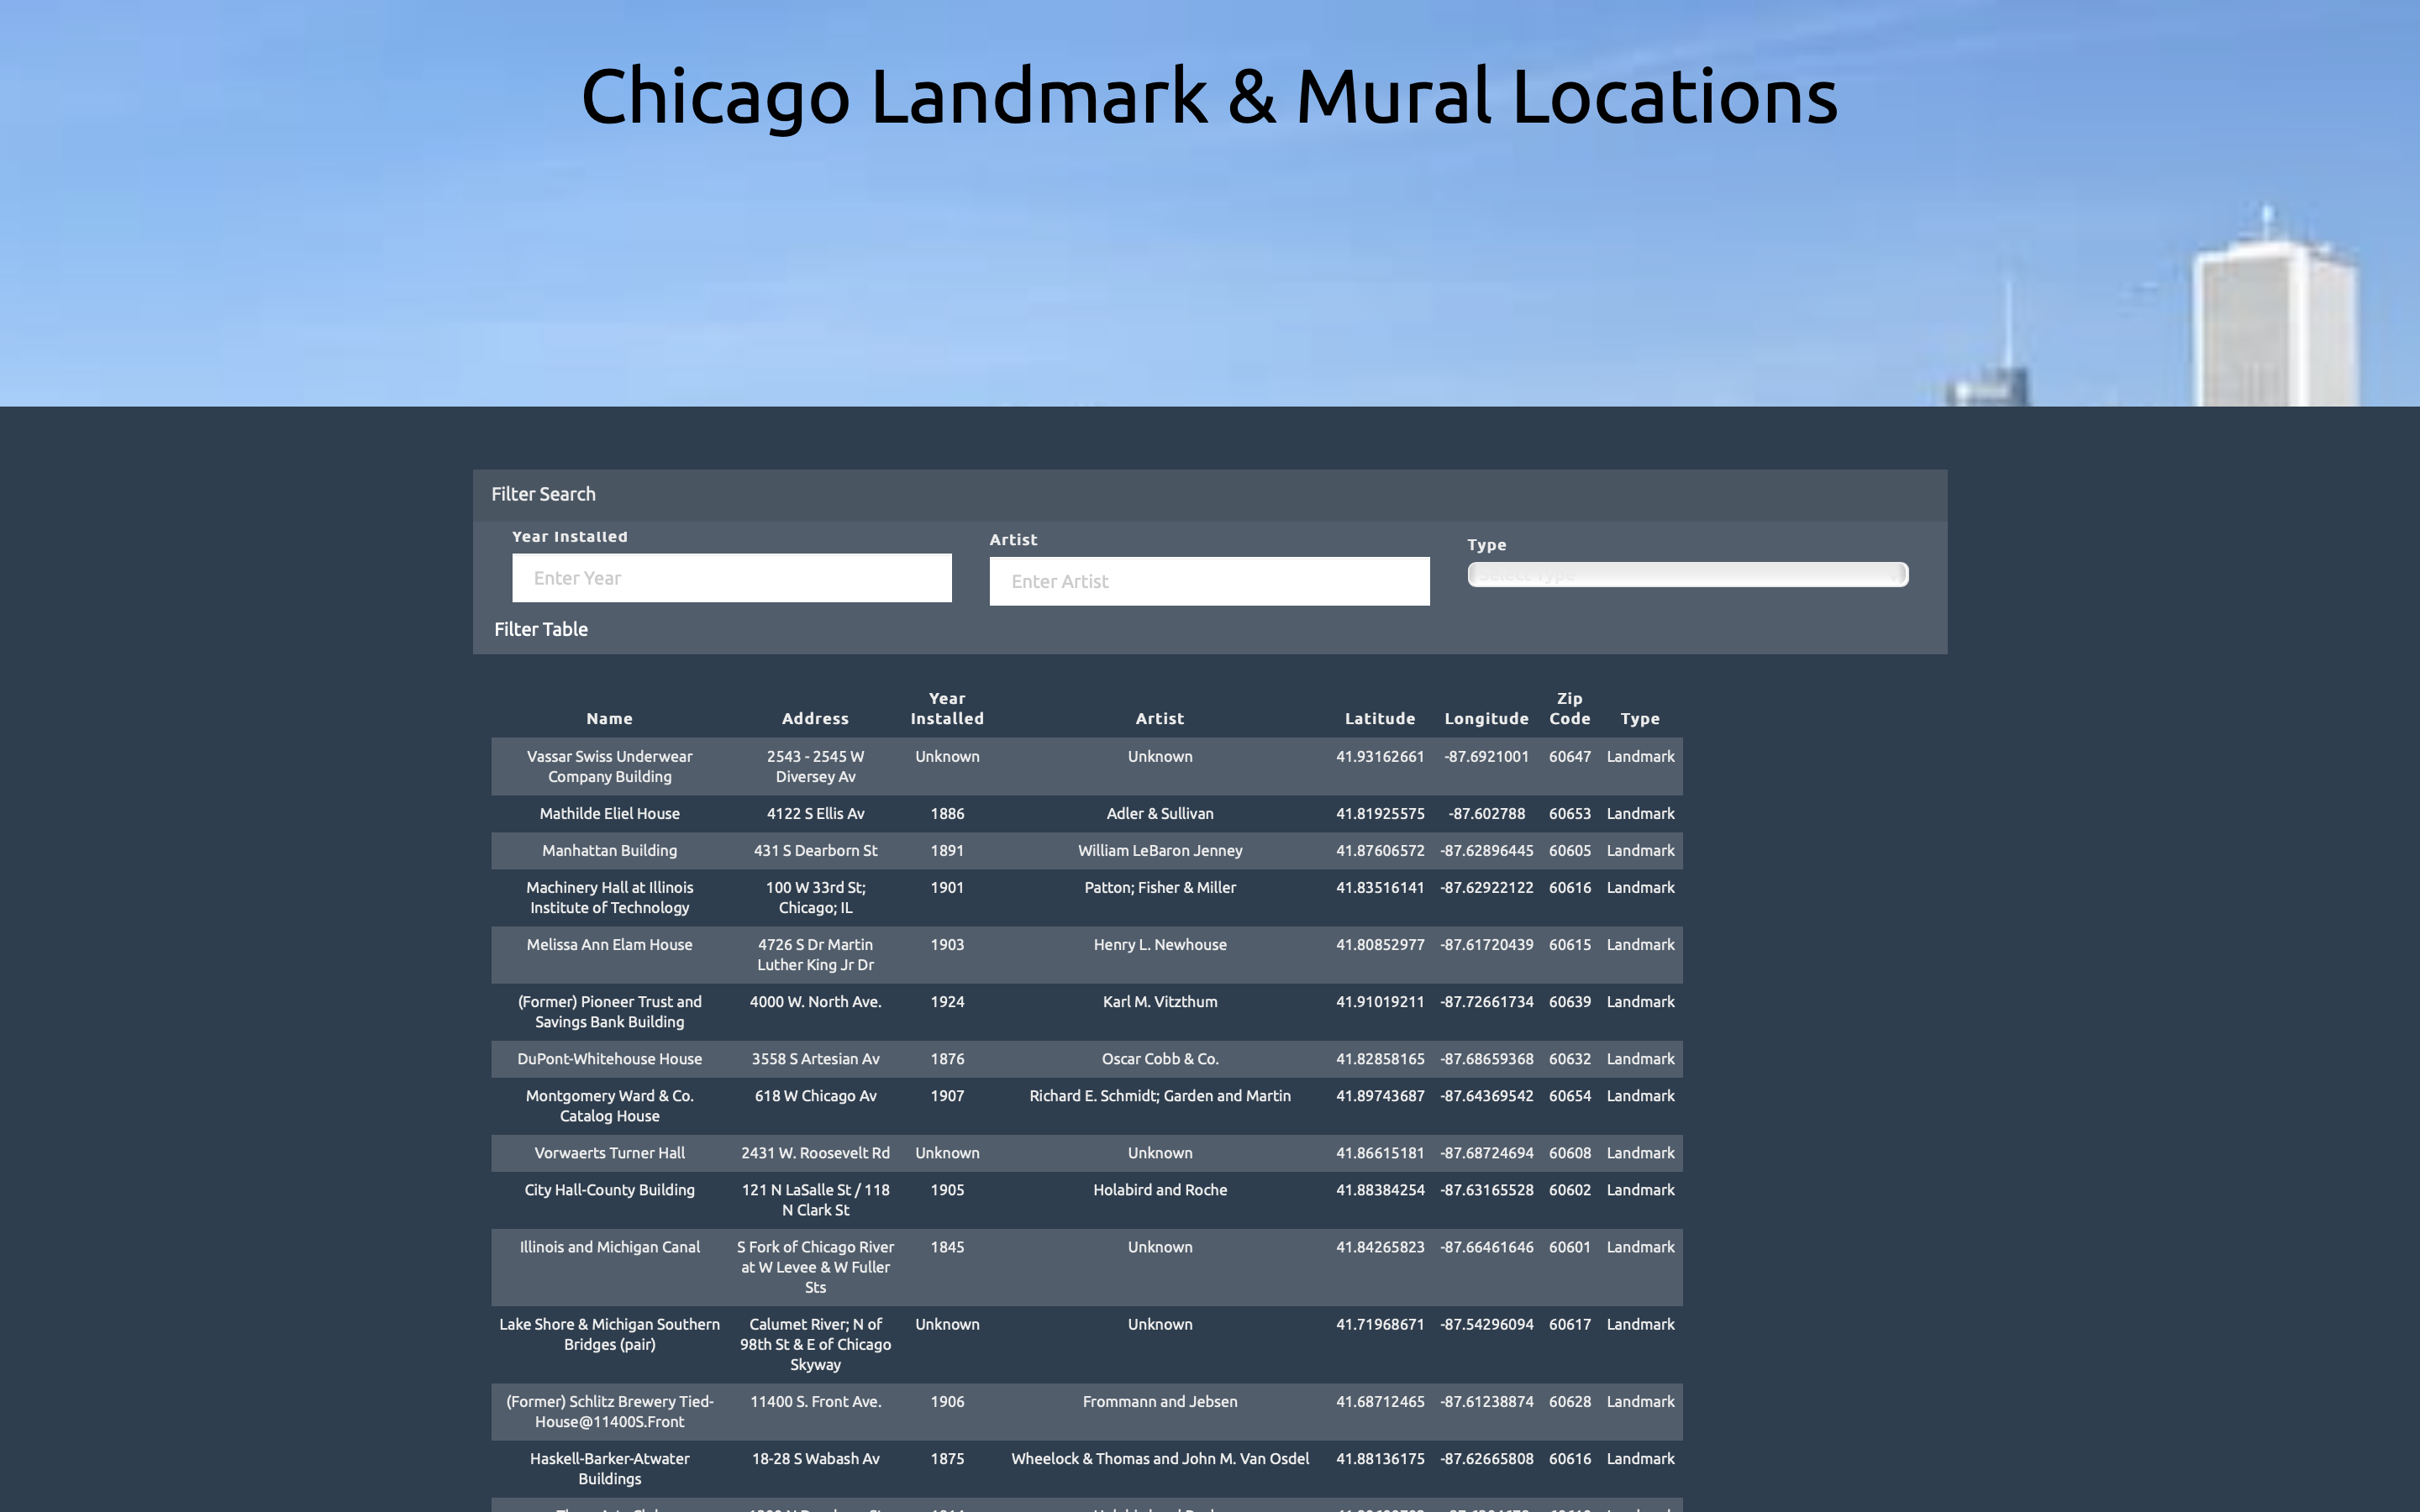 Chicago Landmark & Mural Locations
Filter Search
Year Installed
Artist
Type
Enter Year
Enter Artist
Select Type
Filter Table
Name Address Year Installed Artist Latitude Longitude Zip Code Type
Vassar Swiss Underwear Company Building 2543 - 2545 W Diversey Av Unknown Unknown 41.93162661 -87.6921001 60647 Landmark
Mathilde Eliel House 4122 S Ellis Av 1886 Adler & Sullivan 41.81925575 -87.602788 60653 Landmark
Manhattan Building 431 S Dearborn St 1891 William LeBaron Jenney 41.87606572 -87.62896445 60605 Landmark
Machinery Hall at Illinois Institute of Technology 100 W 33rd St; Chicago; IL 1901 Patton; Fisher & Miller 41.83516141 -87.62922122 60616 Landmark
Melissa Ann Elam House 4726 S Dr Martin Luther King Jr Dr 1903 Henry L. Newhouse 41.80852977 -87.61720439 60615 Landmark
(Former) Pioneer Trust and Savings Bank Building 4000 W. North Ave. 1924 Karl M. Vitzthum 41.91019211 -87.72661734 60639 Landmark
DuPont-Whitehouse House 3558 S Artesian Av 1876 Oscar Cobb & Co. 41.82858165 -87.68659368 60632 Landmark
Montgomery Ward & Co. Catalog House 618 W Chicago Av 1907 Richard E. Schmidt; Garden and Martin 41.89743687 -87.64369542 60654 Landmark
Vorwaerts Turner Hall 2431 W. Roosevelt Rd Unknown Unknown 41.86615181 -87.68724694 60608 Landmark
City Hall-County Building 121 N LaSalle St / 118 N Clark St 1905 Holabird and Roche 41.88384254 -87.63165528 60602 Landmark
Illinois and Michigan Canal S Fork of Chicago River at W Levee & W Fuller Sts 1845 Unknown 41.84265823 -87.66461646 60601 Landmark
Lake Shore & Michigan Southern Bridges (pair) Calumet River; N of 98th St & E of Chicago Skyway Unknown Unknown 41.71968671 -87.54296094 60617 Landmark
(Former) Schlitz Brewery Tied-House@11400S.Front 11400 S. Front Ave. 1906 Frommann and Jebsen 41.68712465 -87.61238874 60628 Landmark
Haskell-Barker-Atwater Buildings 18-28 S Wabash Av 1875 Wheelock & Thomas and John M. Van Osdel 41.88136175 -87.62665808 60616 Landmark